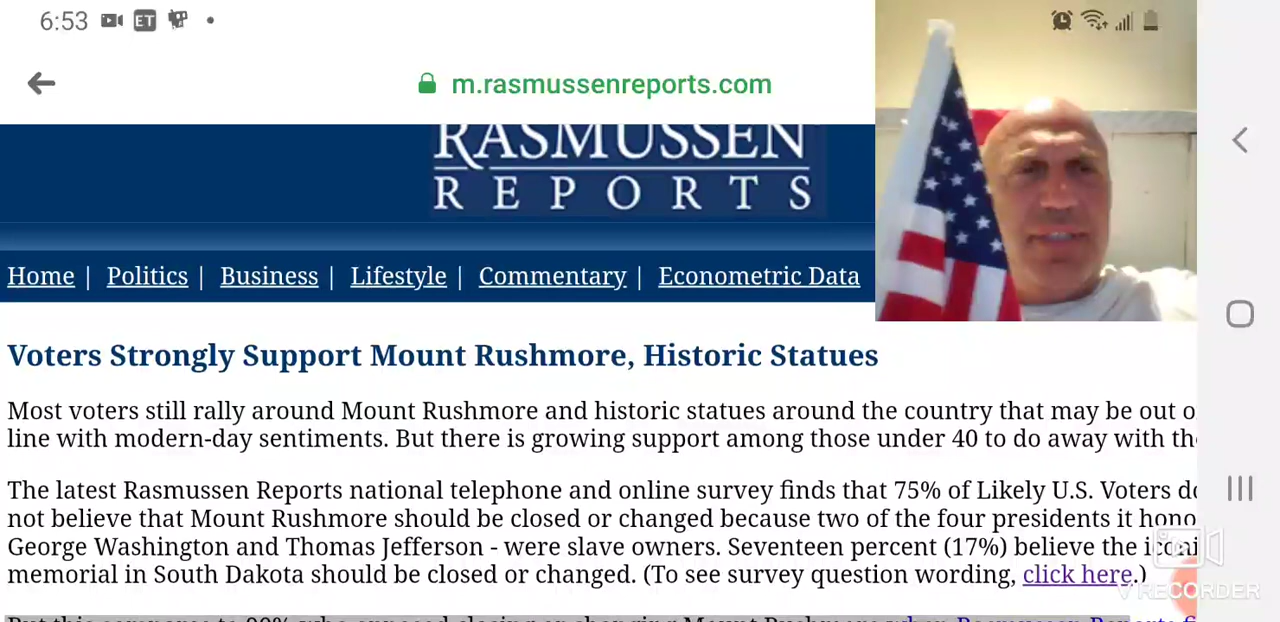 6:53 ET
m.rasmussenreports.com
RASMUSSEN
REPORTS
Home | Politics | Business | Lifestyle | Commentary | Econometric Data
Voters Strongly Support Mount Rushmore, Historic Statues
Most voters still rally around Mount Rushmore and historic statues around the country that may be out o
line with modern-day sentiments. But there is growing support among those under 40 to do away with th
The latest Rasmussen Reports national telephone and online survey finds that 75% of Likely U.S. Voters do
not believe that Mount Rushmore should be closed or changed because two of the four presidents it hono
George Washington and Thomas Jefferson - were slave owners. Seventeen percent (17%) believe the iconi
memorial in South Dakota should be closed or changed. (To see survey question wording, click here.)
V RECORDER